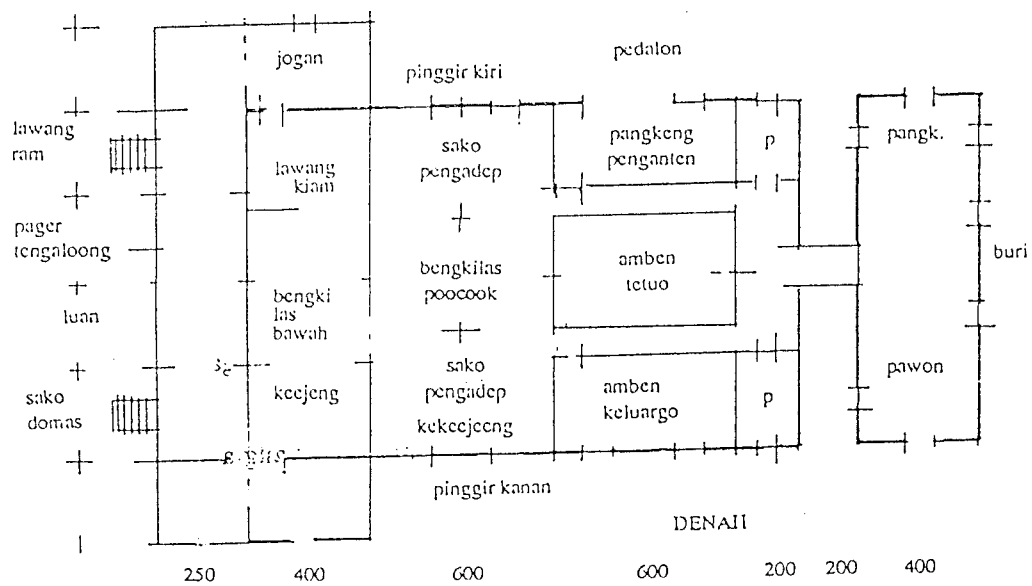 jogan
pinggir kiri
pedalon
lawang
ram
pager
tengaloong
luan
sako
domas
lawang
kiam
bengki
las
bawah
keejeng
sako
pengadep
bengkilas
poocook
sako
pengadep
kekeejeeng
pangkeng
penganten
p
amben
tetuo
amben
keluargo
p
pangk.
buri
pawon
pinggir kanan
DENAH
250
400
600
600
200
200
400